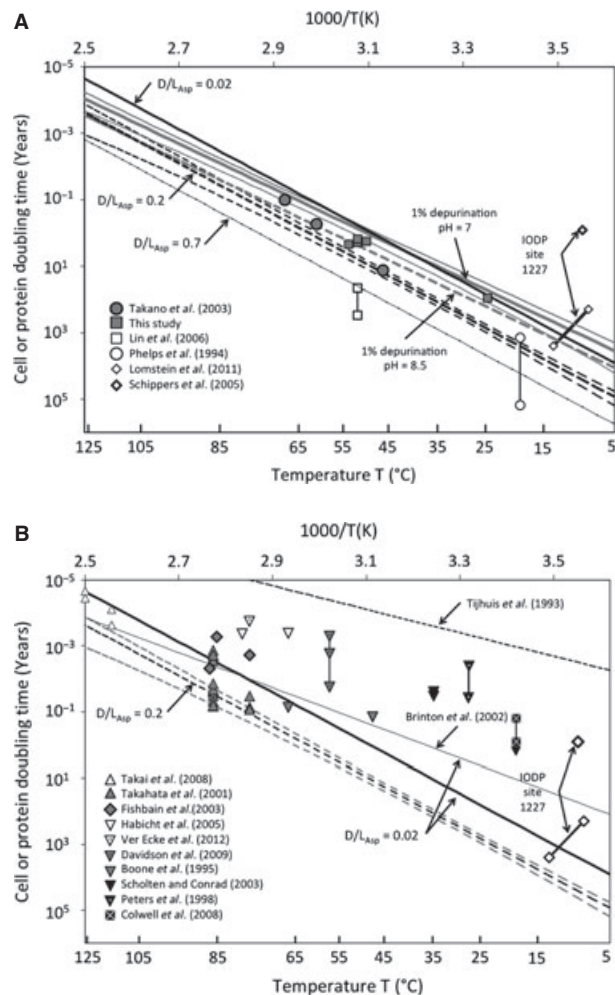 A
1000/T(K)
2.5 2.7 2.9 3.1 3.3 3.5
Cell or protein doubling time (Years)
10⁻⁵
10⁻³
10⁻¹
10¹
10³
10⁵
D/L_Asp = 0.02
D/L_Asp = 0.2
D/L_Asp = 0.7
1% depurination
pH = 7
1% depurination
pH = 8.5
IODP
site
1227
Takano et al. (2003)
This study
Lin et al. (2006)
Phelps et al. (1994)
Lomstein et al. (2011)
Schippers et al. (2005)
125 105 85 65 55 45 35 25 15 5
Temperature T (°C)
B
1000/T(K)
2.5 2.7 2.9 3.1 3.3 3.5
Cell or protein doubling time (Years)
10⁻⁵
10⁻³
10⁻¹
10¹
10³
10⁵
Tijhuis et al. (1993)
Brinton et al. (2002)
D/L_Asp = 0.2
D/L_Asp = 0.02
IODP
site
1227
Takai et al. (2008)
Takahata et al. (2001)
Fishbain et al.(2003)
Habicht et al. (2005)
Ver Ecke et al. (2012)
Davidson et al. (2009)
Boone et al. (1995)
Scholten and Conrad (2003)
Peters et al. (1998)
Colwell et al. (2008)
125 105 85 65 55 45 35 25 15 5
Temperature T (°C)